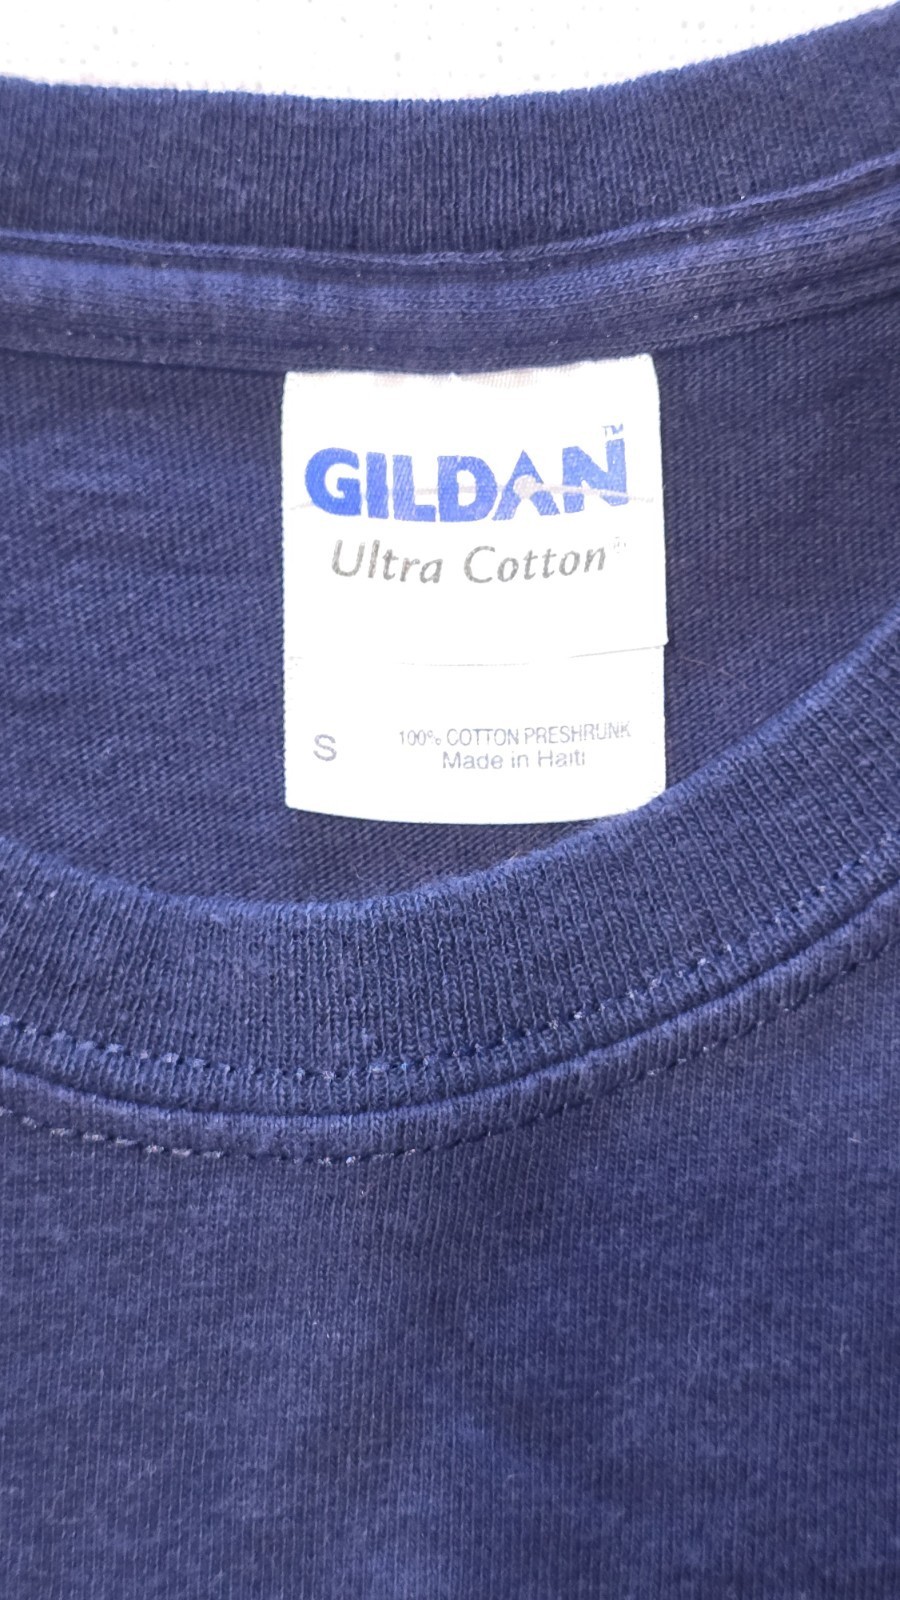 GILDAN™
Ultra Cotton®
S 100% COTTON PRESHRUNK
Made in Haiti